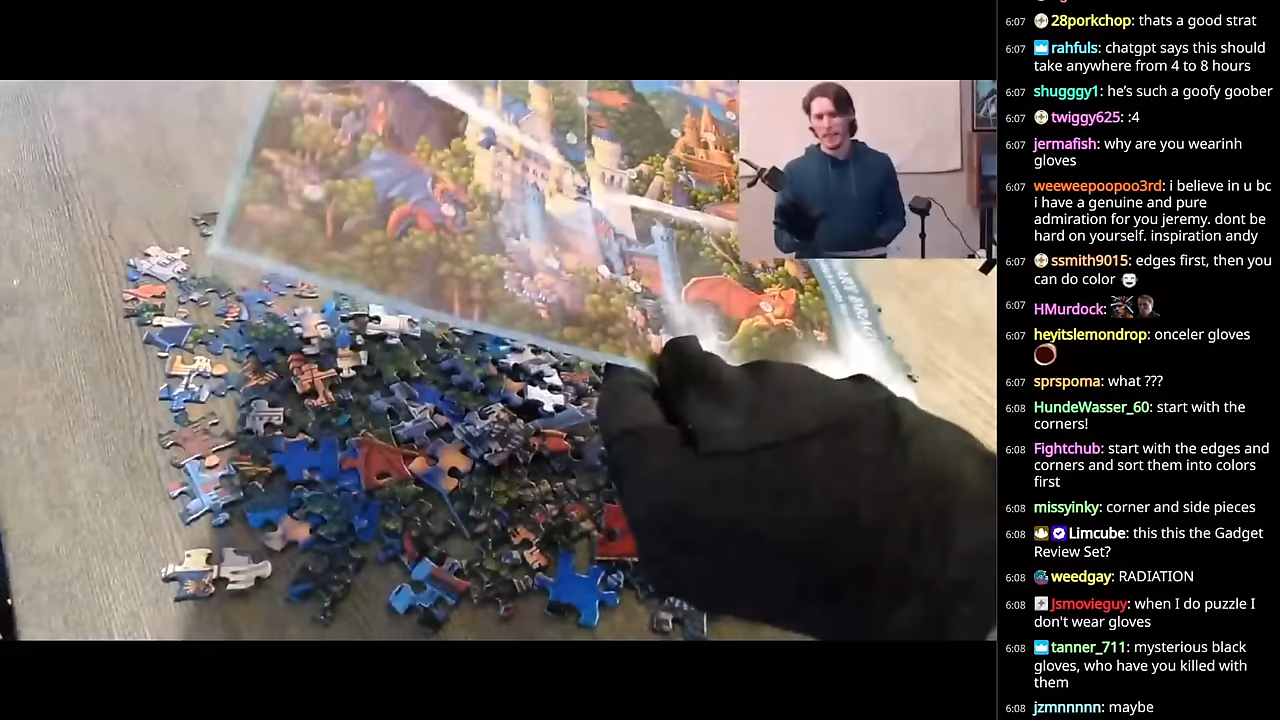 6:07 28porkchop: thats a good strat
6:07 rahfuls: chatgpt says this should
take anywhere from 4 to 8 hours
shugggy1: he's such a goofy goober
6:07 twiggy625: :4
6:07 jermafish: why are you wearinh
gloves
6:07 weeweepoopoo3rd: i believe in u bc
i have a genuine and pure
admiration for you jeremy. dont be
hard on yourself. inspiration andy
6:07 ssmith9015: edges first, then you
can do color
6:07 HMurdock:
6:07 heyitslemondrop: onceler gloves
6:07 sprspoma: what ???
6:08 HundeWasser_60: start with the
corners!
6:08 Fightchub: start with the edges and
corners and sort them into colors
first
6:08 missyinky: corner and side pieces
6:08 Limcube: this this the Gadget
Review Set?
6:08 weedgay: RADIATION
6:08 Jsmovieguy: when I do puzzle I
don't wear gloves
6:08 tanner_711: mysterious black
gloves, who have you killed with
them
6:08 jzmnnnnn: maybe